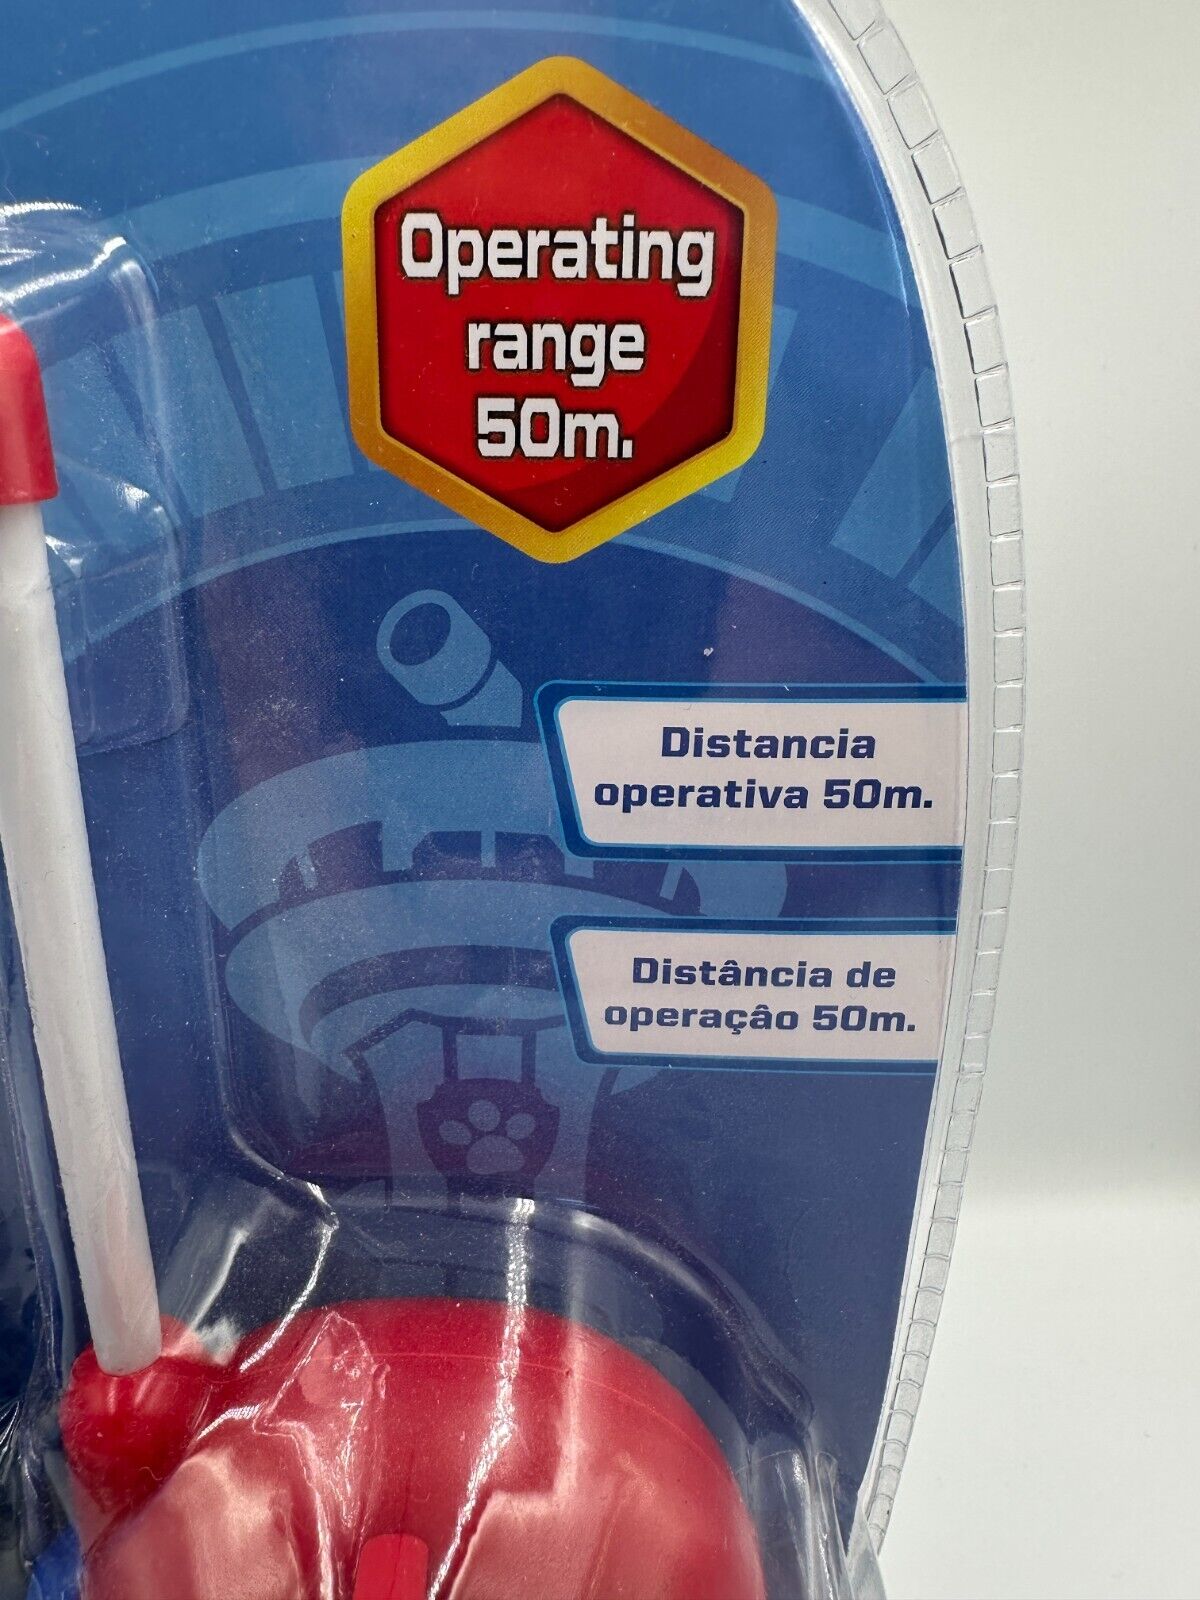 Operating
range
50m.
Distancia
operativa 50m.
Distância de
operaçâo 50m.